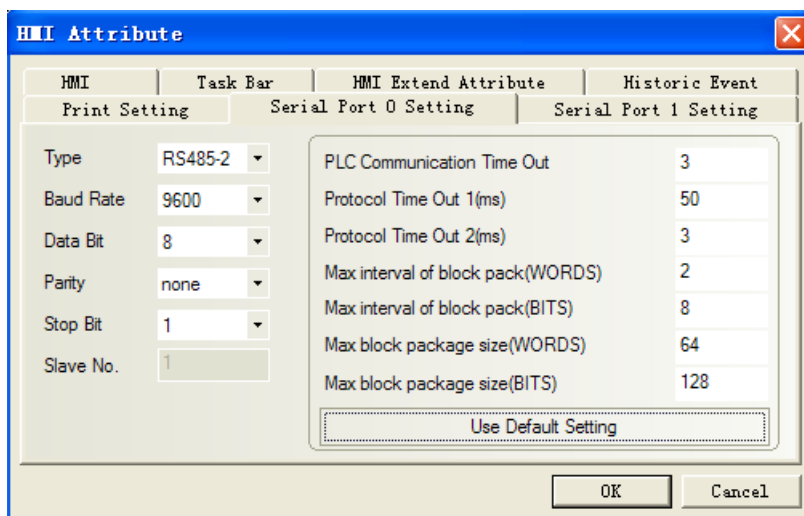 HMI Attribute
HMI Task Bar HMI Extend Attribute Historic Event
Print Setting Serial Port 0 Setting Serial Port 1 Setting
Type RS485-2
Baud Rate 9600
Data Bit 8
Parity none
Stop Bit 1
Slave No. 1
PLC Communication Time Out 3
Protocol Time Out 1(ms) 50
Protocol Time Out 2(ms) 3
Max interval of block pack(WORDS) 2
Max interval of block pack(BITS) 8
Max block package size(WORDS) 64
Max block package size(BITS) 128
Use Default Setting
OK Cancel